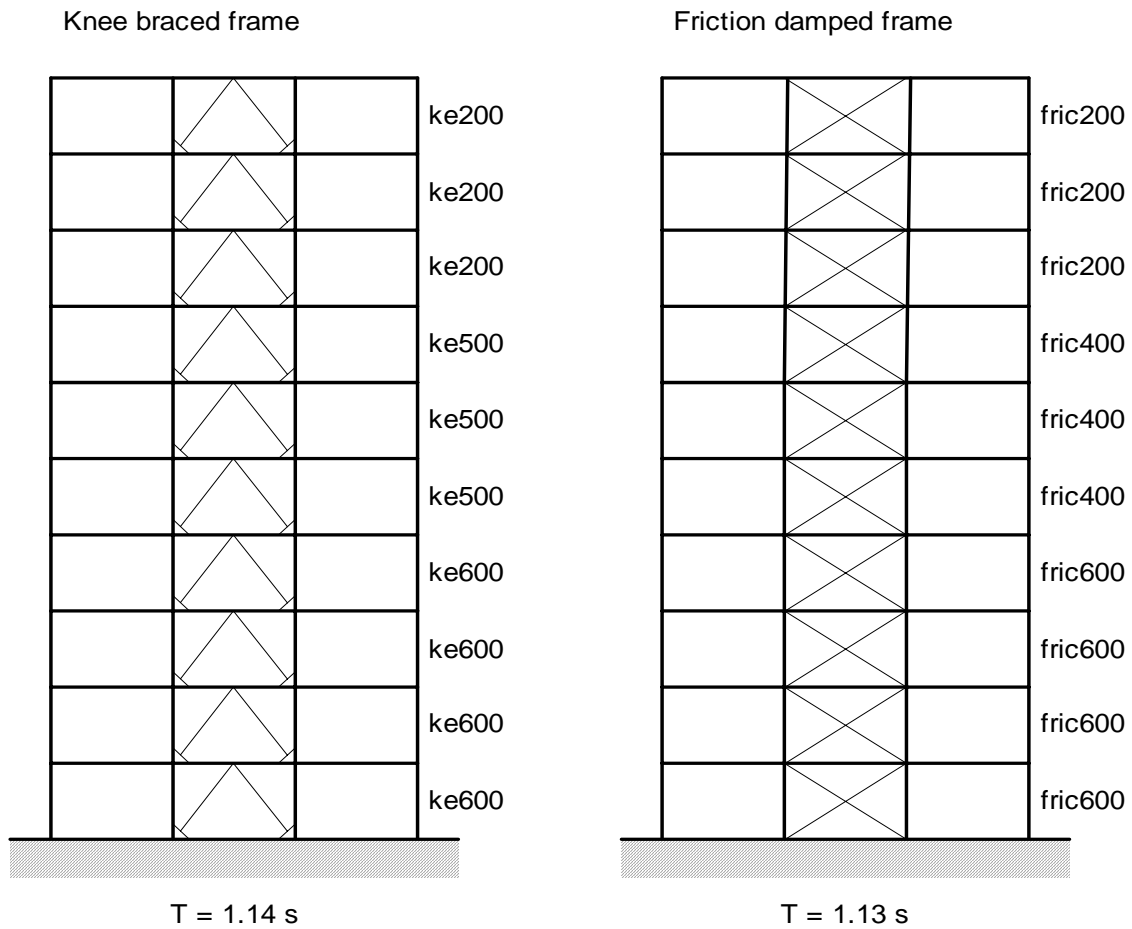 Knee braced frame
ke200
ke200
ke200
ke500
ke500
ke500
ke600
ke600
ke600
ke600
T = 1.14 s
Friction damped frame
fric200
fric200
fric200
fric400
fric400
fric400
fric600
fric600
fric600
fric600
T = 1.13 s